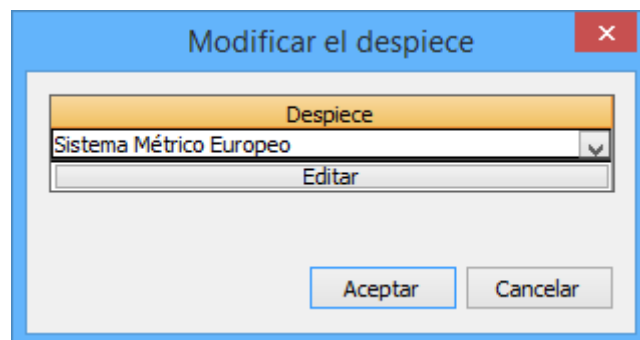 Modificar el despiece
Despiece
Sistema Métrico Europeo
Editar
Aceptar
Cancelar